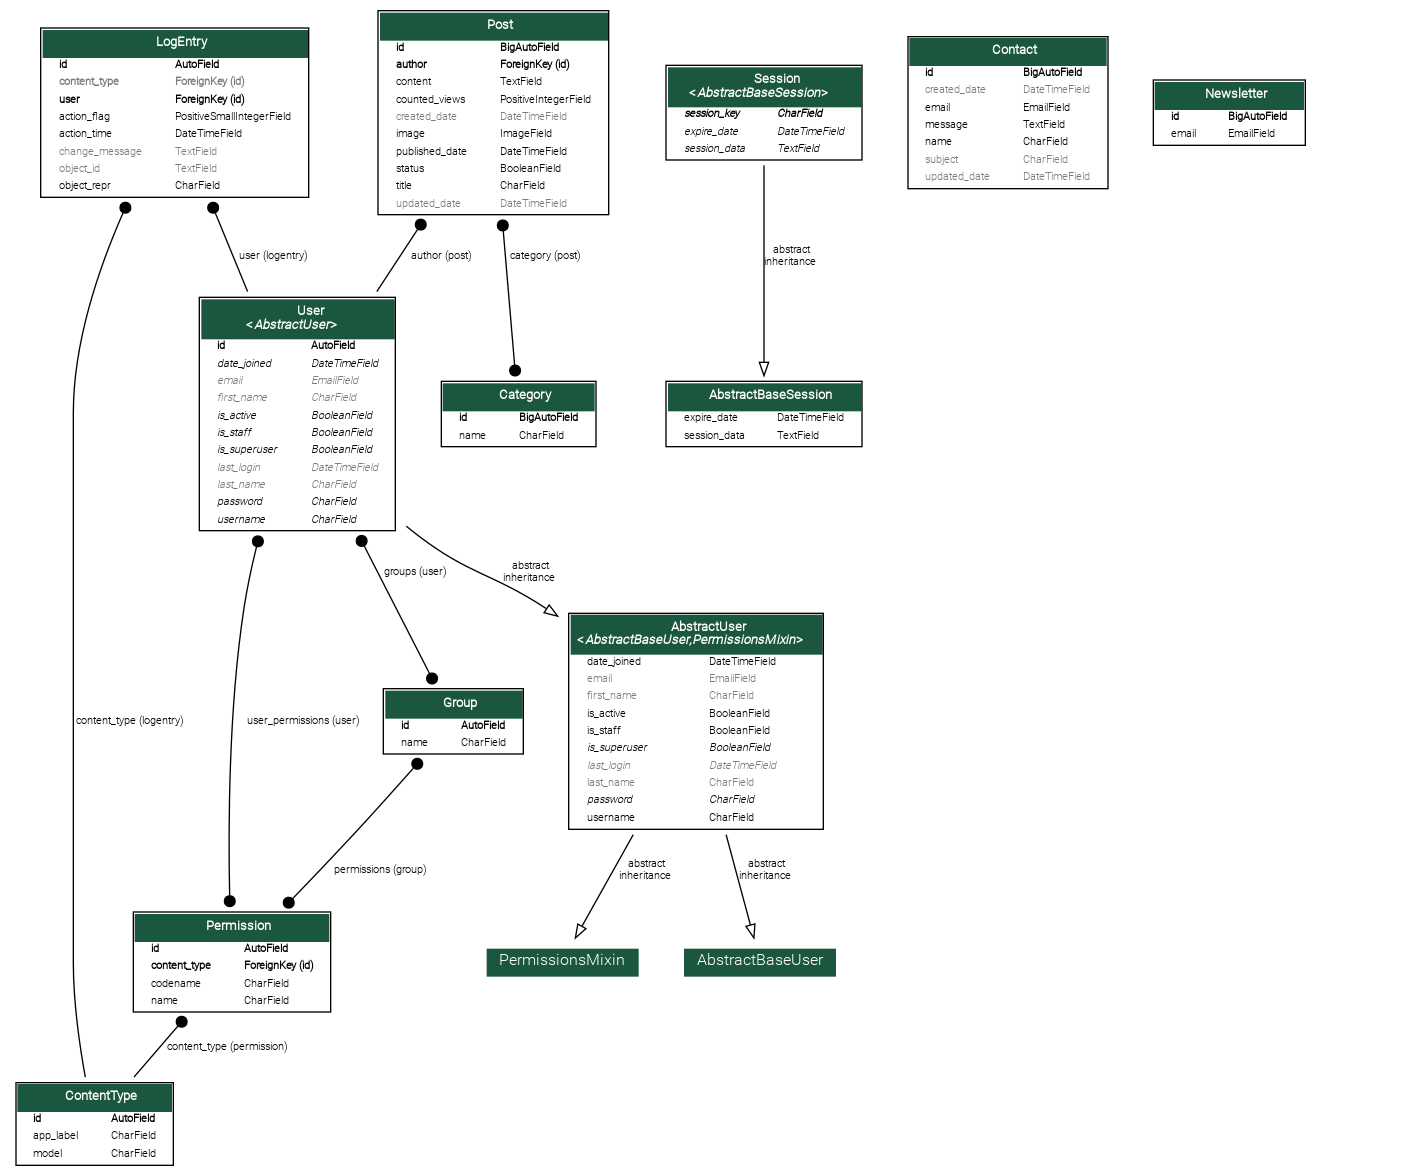 LogEntry
id AutoField
content_type ForeignKey (id)
user ForeignKey (id)
action_flag PositiveSmallIntegerField
action_time DateTimeField
change_message TextField
object_id TextField
object_repr CharField
Post
id BigAutoField
author ForeignKey (id)
content TextField
counted_views PositiveIntegerField
created_date DateTimeField
image ImageField
published_date DateTimeField
status BooleanField
title CharField
updated_date DateTimeField
Session
<AbstractBaseSession>
session_key CharField
expire_date DateTimeField
session_data TextField
Contact
id BigAutoField
created_date DateTimeField
email EmailField
message TextField
name CharField
subject CharField
updated_date DateTimeField
Newsletter
id BigAutoField
email EmailField
user (logentry)
author (post)
category (post)
abstract
inheritance
User
<AbstractUser>
id AutoField
date_joined DateTimeField
email EmailField
first_name CharField
is_active BooleanField
is_staff BooleanField
is_superuser BooleanField
last_login DateTimeField
last_name CharField
password CharField
username CharField
Category
id BigAutoField
name CharField
AbstractBaseSession
expire_date DateTimeField
session_data TextField
groups (user)
abstract
inheritance
AbstractUser
<AbstractBaseUser,PermissionsMixin>
date_joined DateTimeField
email EmailField
first_name CharField
is_active BooleanField
is_staff BooleanField
is_superuser BooleanField
last_login DateTimeField
last_name CharField
password CharField
username CharField
Group
id AutoField
name CharField
content_type (logentry)
user_permissions (user)
permissions (group)
abstract
inheritance
abstract
inheritance
Permission
id AutoField
content_type ForeignKey (id)
codename CharField
name CharField
PermissionsMixin
AbstractBaseUser
content_type (permission)
ContentType
id AutoField
app_label CharField
model CharField